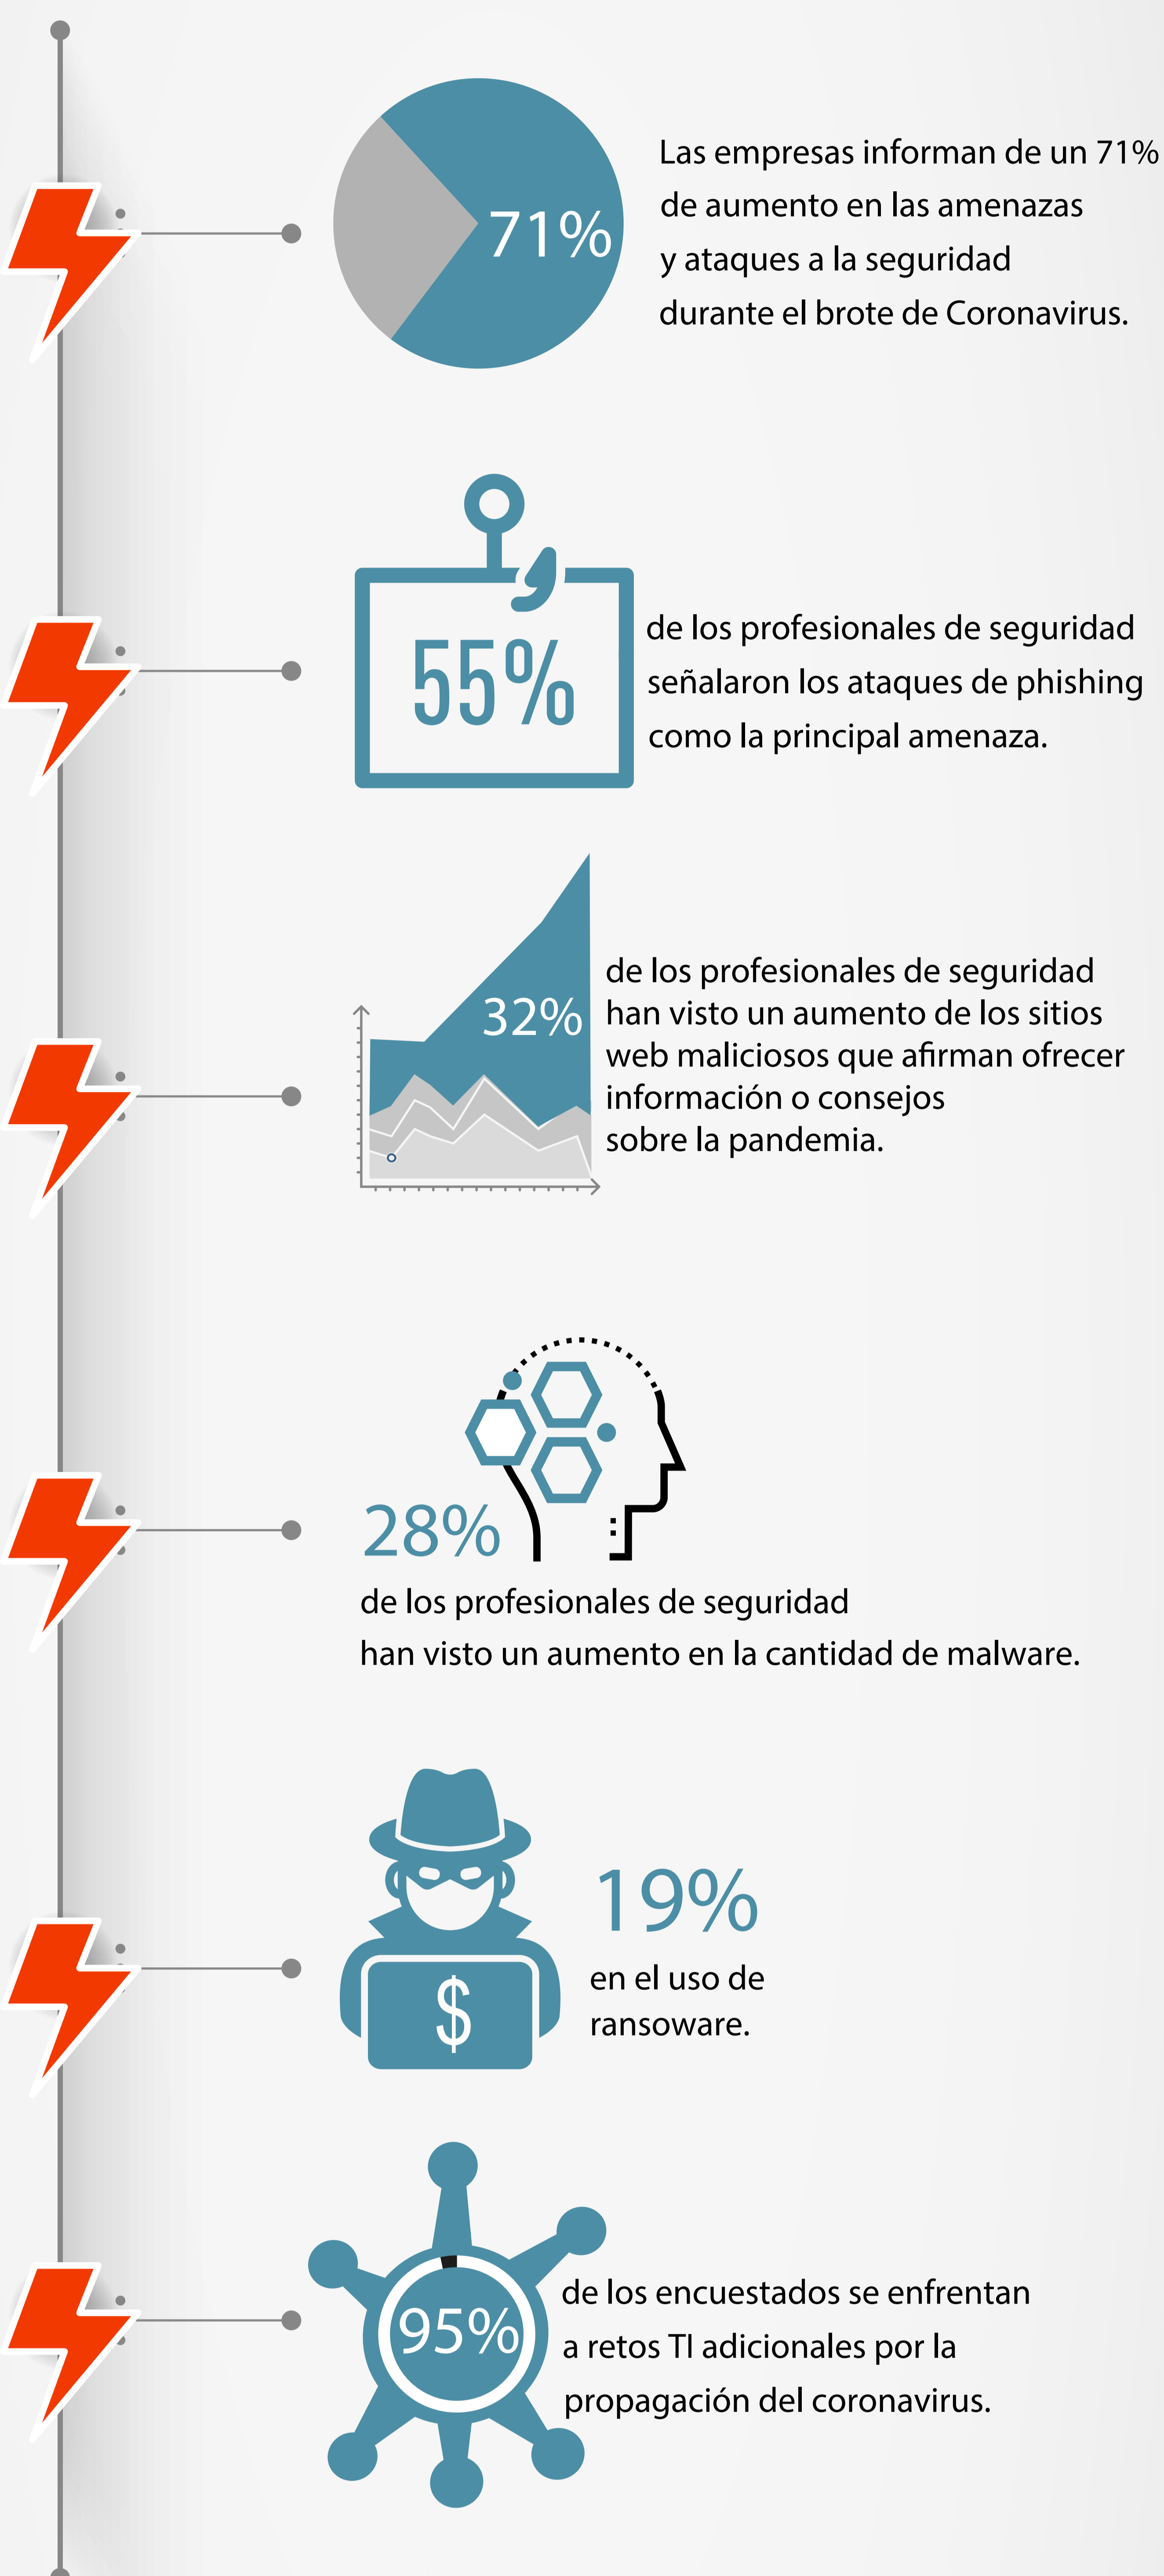 71%
Las empresas informan de un 71%
de aumento en las amenazas
y ataques a la seguridad
durante el brote de Coronavirus.
55%
de los profesionales de seguridad
señalaron los ataques de phishing
como la principal amenaza.
32%
de los profesionales de seguridad
han visto un aumento de los sitios
web maliciosos que afirman ofrecer
información o consejos
sobre la pandemia.
28%
de los profesionales de seguridad
han visto un aumento en la cantidad de malware.
19%
en el uso de
ransoware.
$
95%
de los encuestados se enfrentan
a retos TI adicionales por la
propagación del coronavirus.